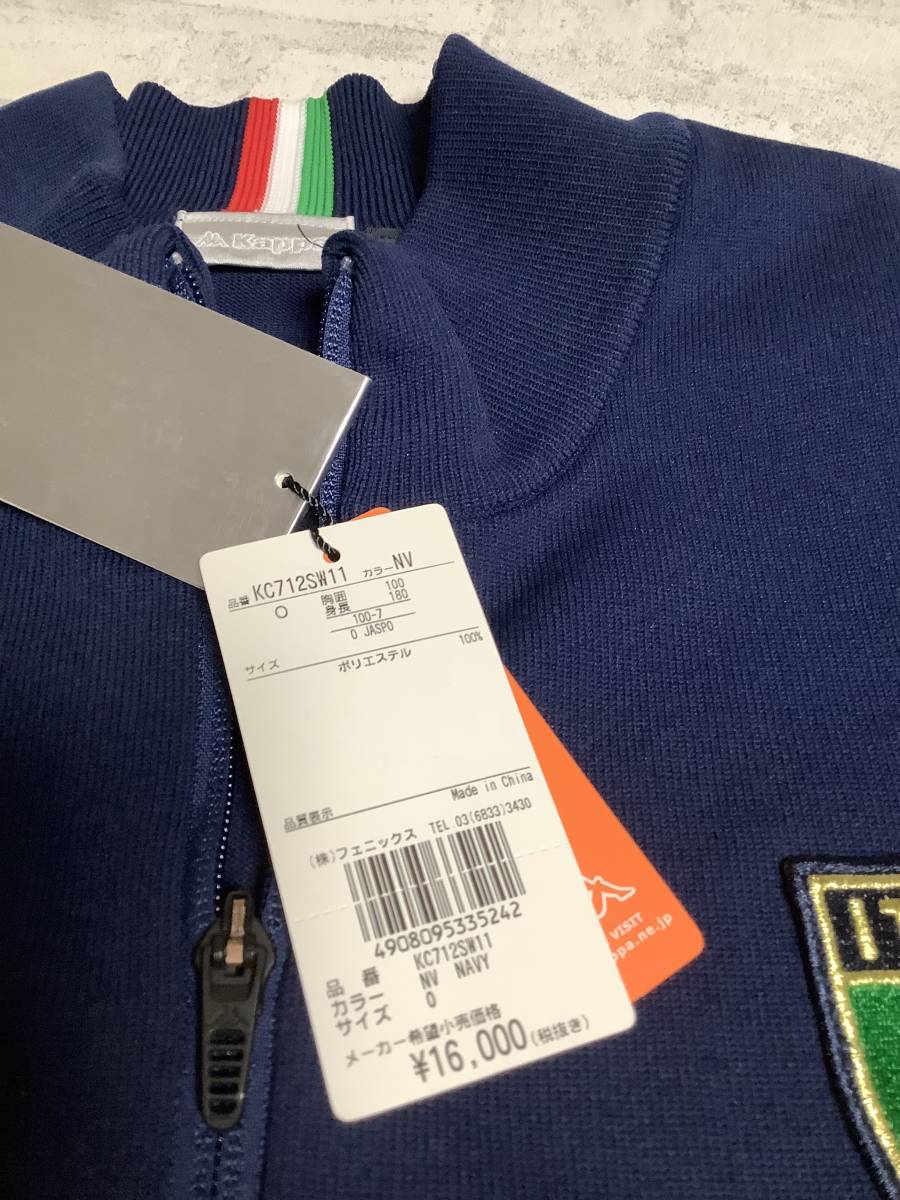 Kappa
品番 KC712SW11 カラー NV
O 胸囲 100
身長 180
100-7
O JASPO
サイズ
ポリエステル 100%
品質表示 Made in China
(株)フェニックス TEL.03(6833)3430
4908095335242
品番 KC712SW11
カラー NV NAVY
サイズ O
メーカー希望小売価格
¥16,000(税抜き)
VISIT
ppa.ne.jp
IT